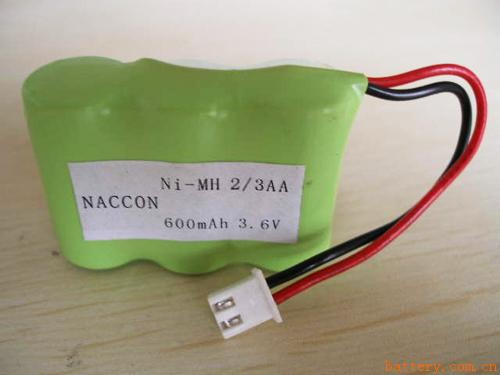 Ni-MH 2/3AA
NACCON
600mAh 3.6V
battery.com.cn